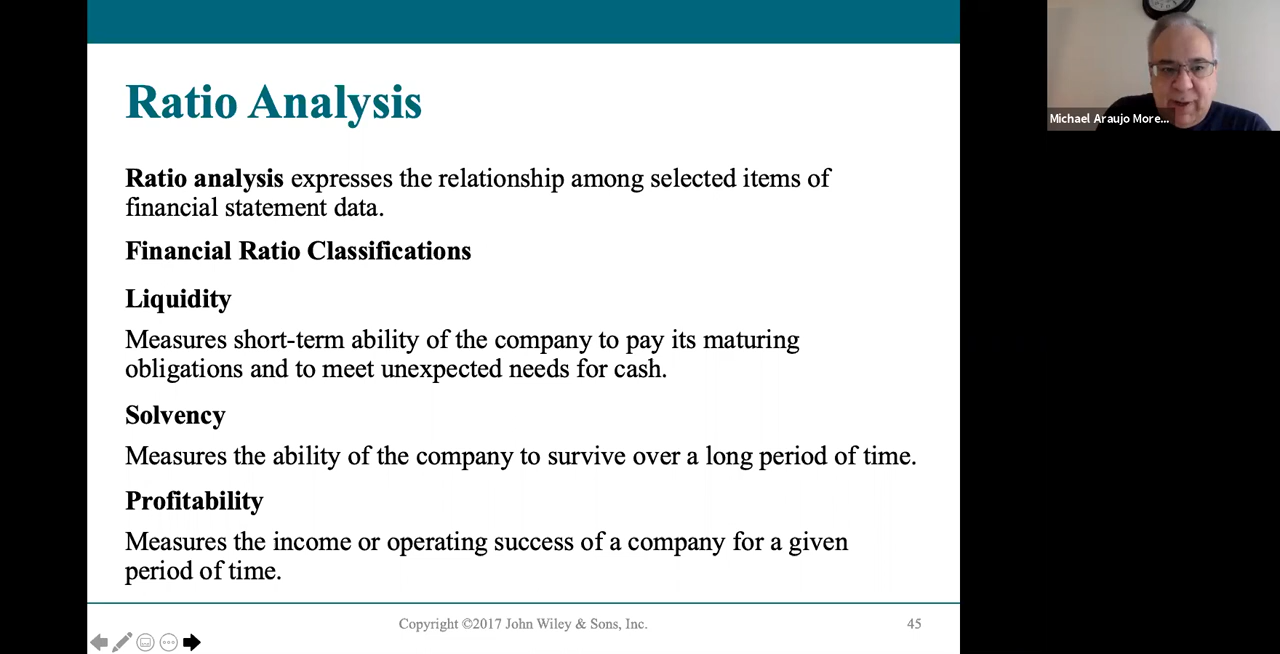 Ratio Analysis
Ratio analysis expresses the relationship among selected items of
financial statement data.
Financial Ratio Classifications
Liquidity
Measures short-term ability of the company to pay its maturing
obligations and to meet unexpected needs for cash.
Solvency
Measures the ability of the company to survive over a long period of time.
Profitability
Measures the income or operating success of a company for a given
period of time.
Copyright ©2017 John Wiley & Sons, Inc.
45
Michael Araujo More...